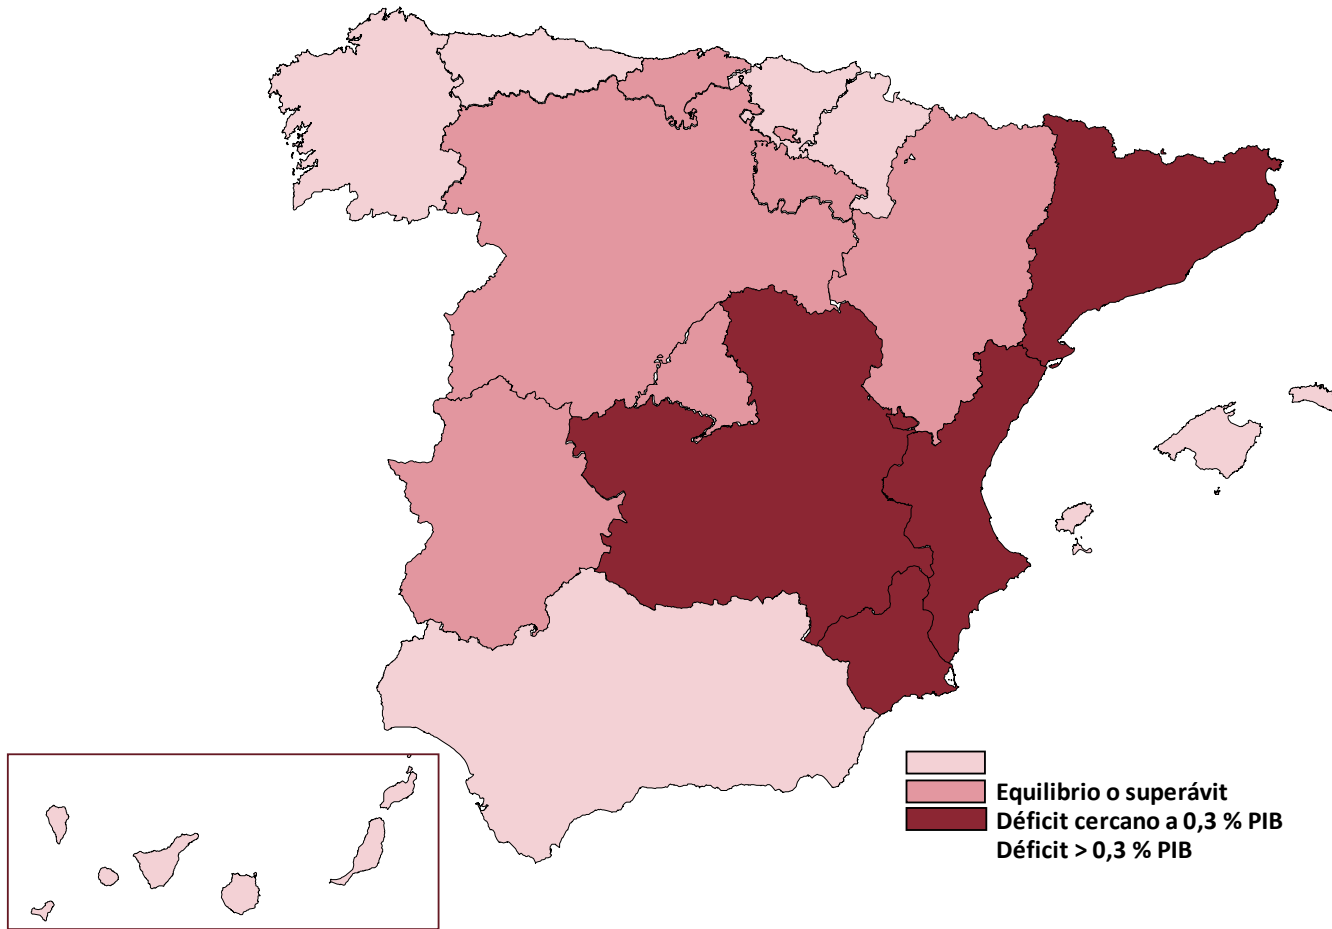 Equilibrio o superávit
Déficit cercano a 0,3 % PIB
Déficit > 0,3 % PIB